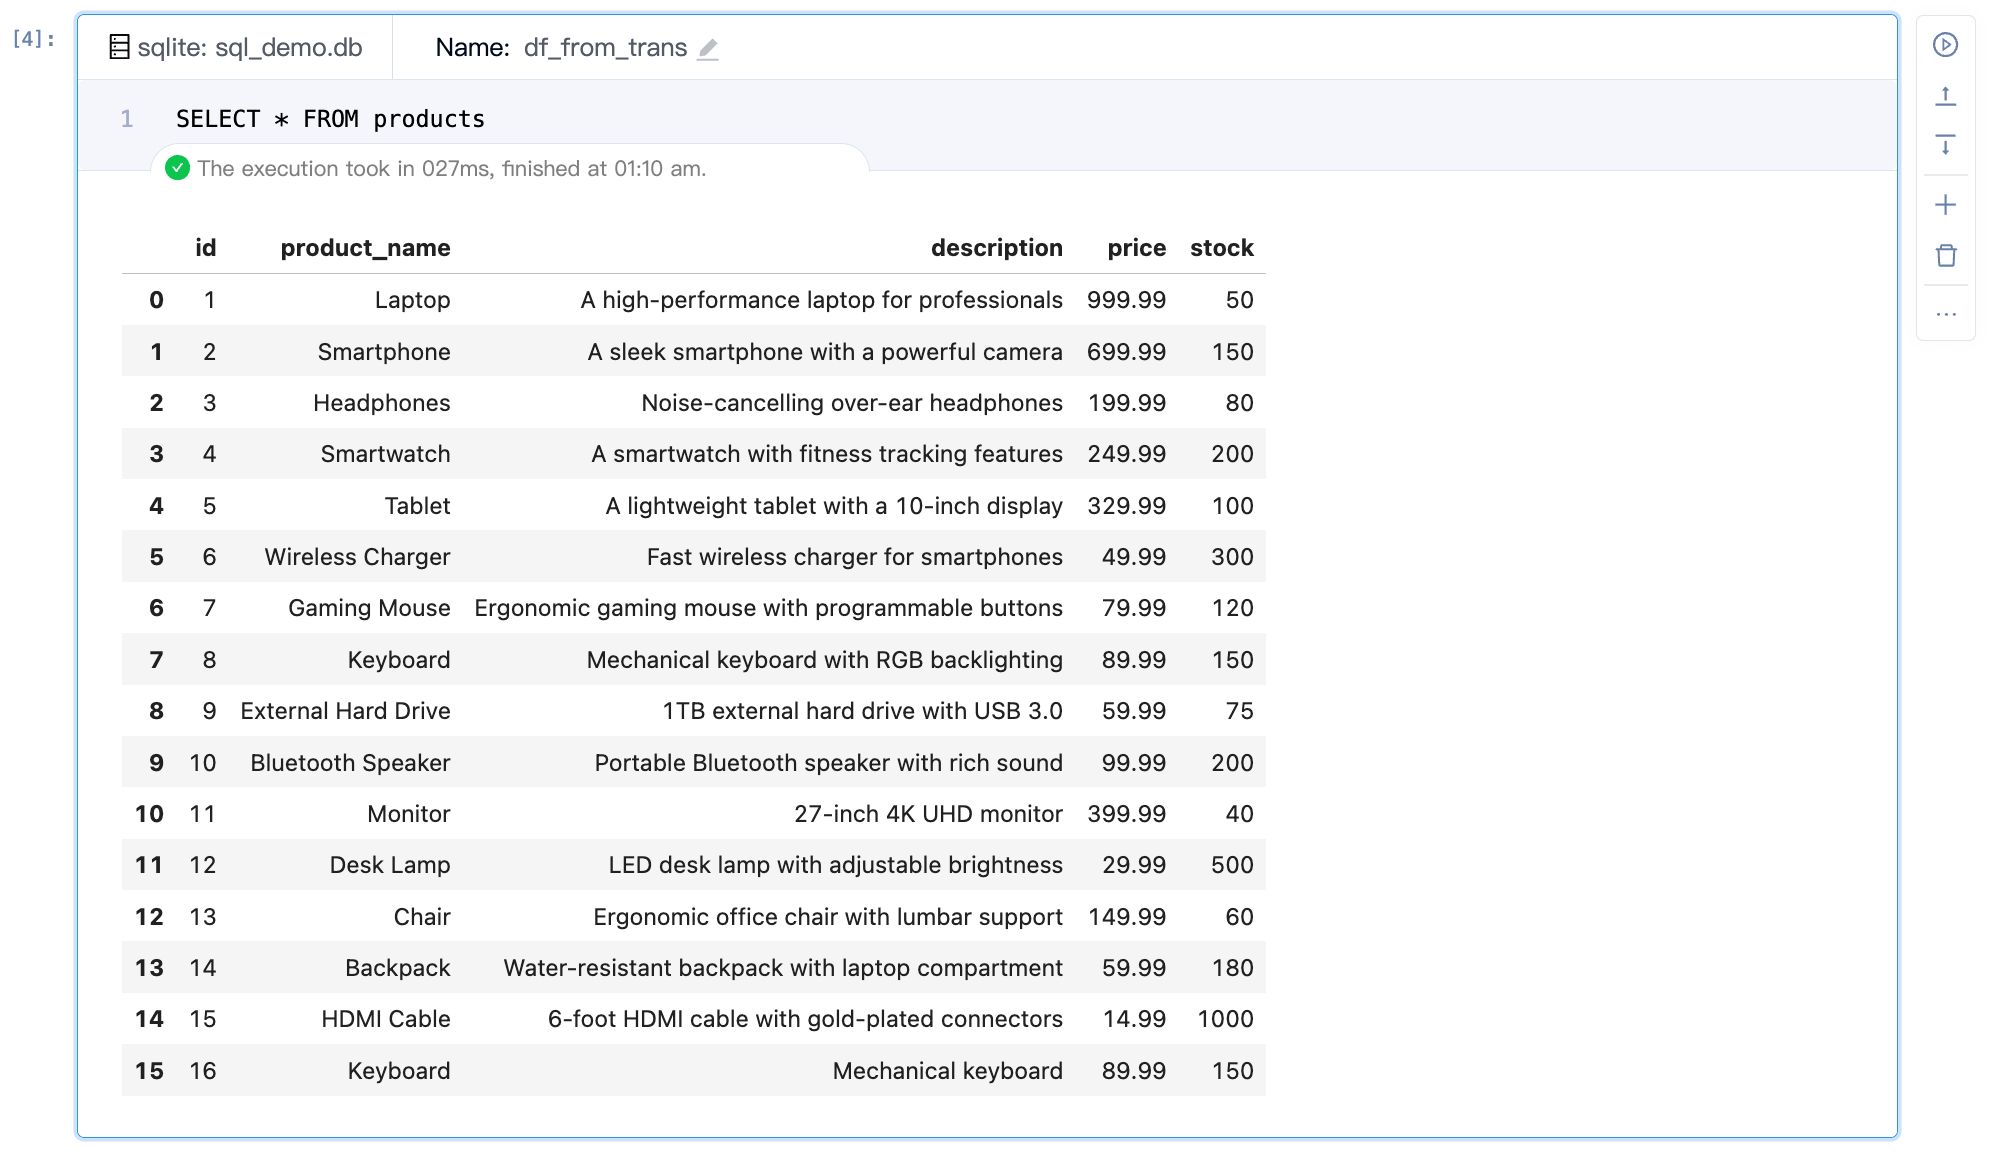 [4]:
sqlite: sql_demo.db Name: df_from_trans
1 SELECT * FROM products
The execution took in 027ms, finished at 01:10 am.
id product_name description price stock
0 1 Laptop A high-performance laptop for professionals 999.99 50
1 2 Smartphone A sleek smartphone with a powerful camera 699.99 150
2 3 Headphones Noise-cancelling over-ear headphones 199.99 80
3 4 Smartwatch A smartwatch with fitness tracking features 249.99 200
4 5 Tablet A lightweight tablet with a 10-inch display 329.99 100
5 6 Wireless Charger Fast wireless charger for smartphones 49.99 300
6 7 Gaming Mouse Ergonomic gaming mouse with programmable buttons 79.99 120
7 8 Keyboard Mechanical keyboard with RGB backlighting 89.99 150
8 9 External Hard Drive 1TB external hard drive with USB 3.0 59.99 75
9 10 Bluetooth Speaker Portable Bluetooth speaker with rich sound 99.99 200
10 11 Monitor 27-inch 4K UHD monitor 399.99 40
11 12 Desk Lamp LED desk lamp with adjustable brightness 29.99 500
12 13 Chair Ergonomic office chair with lumbar support 149.99 60
13 14 Backpack Water-resistant backpack with laptop compartment 59.99 180
14 15 HDMI Cable 6-foot HDMI cable with gold-plated connectors 14.99 1000
15 16 Keyboard Mechanical keyboard 89.99 150